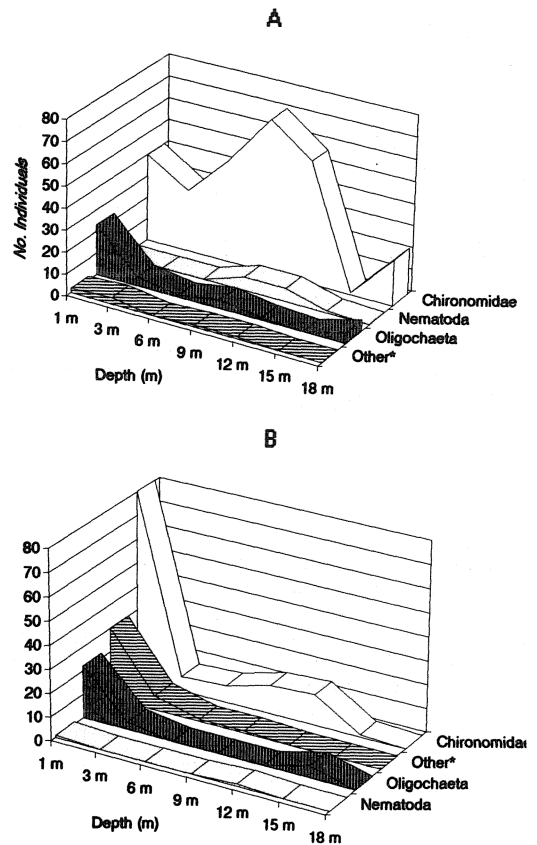 A
80
70
60
50
40
30
20
10
0
No. Individuals
1 m
3 m
6 m
9 m
12 m
15 m
18 m
Depth (m)
Chironomidae
Nematoda
Oligochaeta
Other*
B
80
70
60
50
40
30
20
10
0
1 m
3 m
6 m
9 m
12 m
15 m
18 m
Depth (m)
Chironomidae
Other*
Oligochaeta
Nematoda